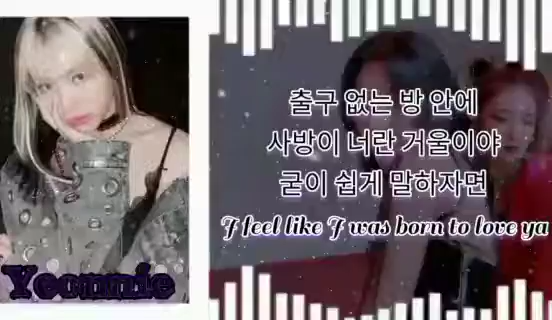 출구 없는 방 안에
사방이 너란 거울이야
굳이 쉽게 말하자면
I feel like I was born to love ya
Yeonnie